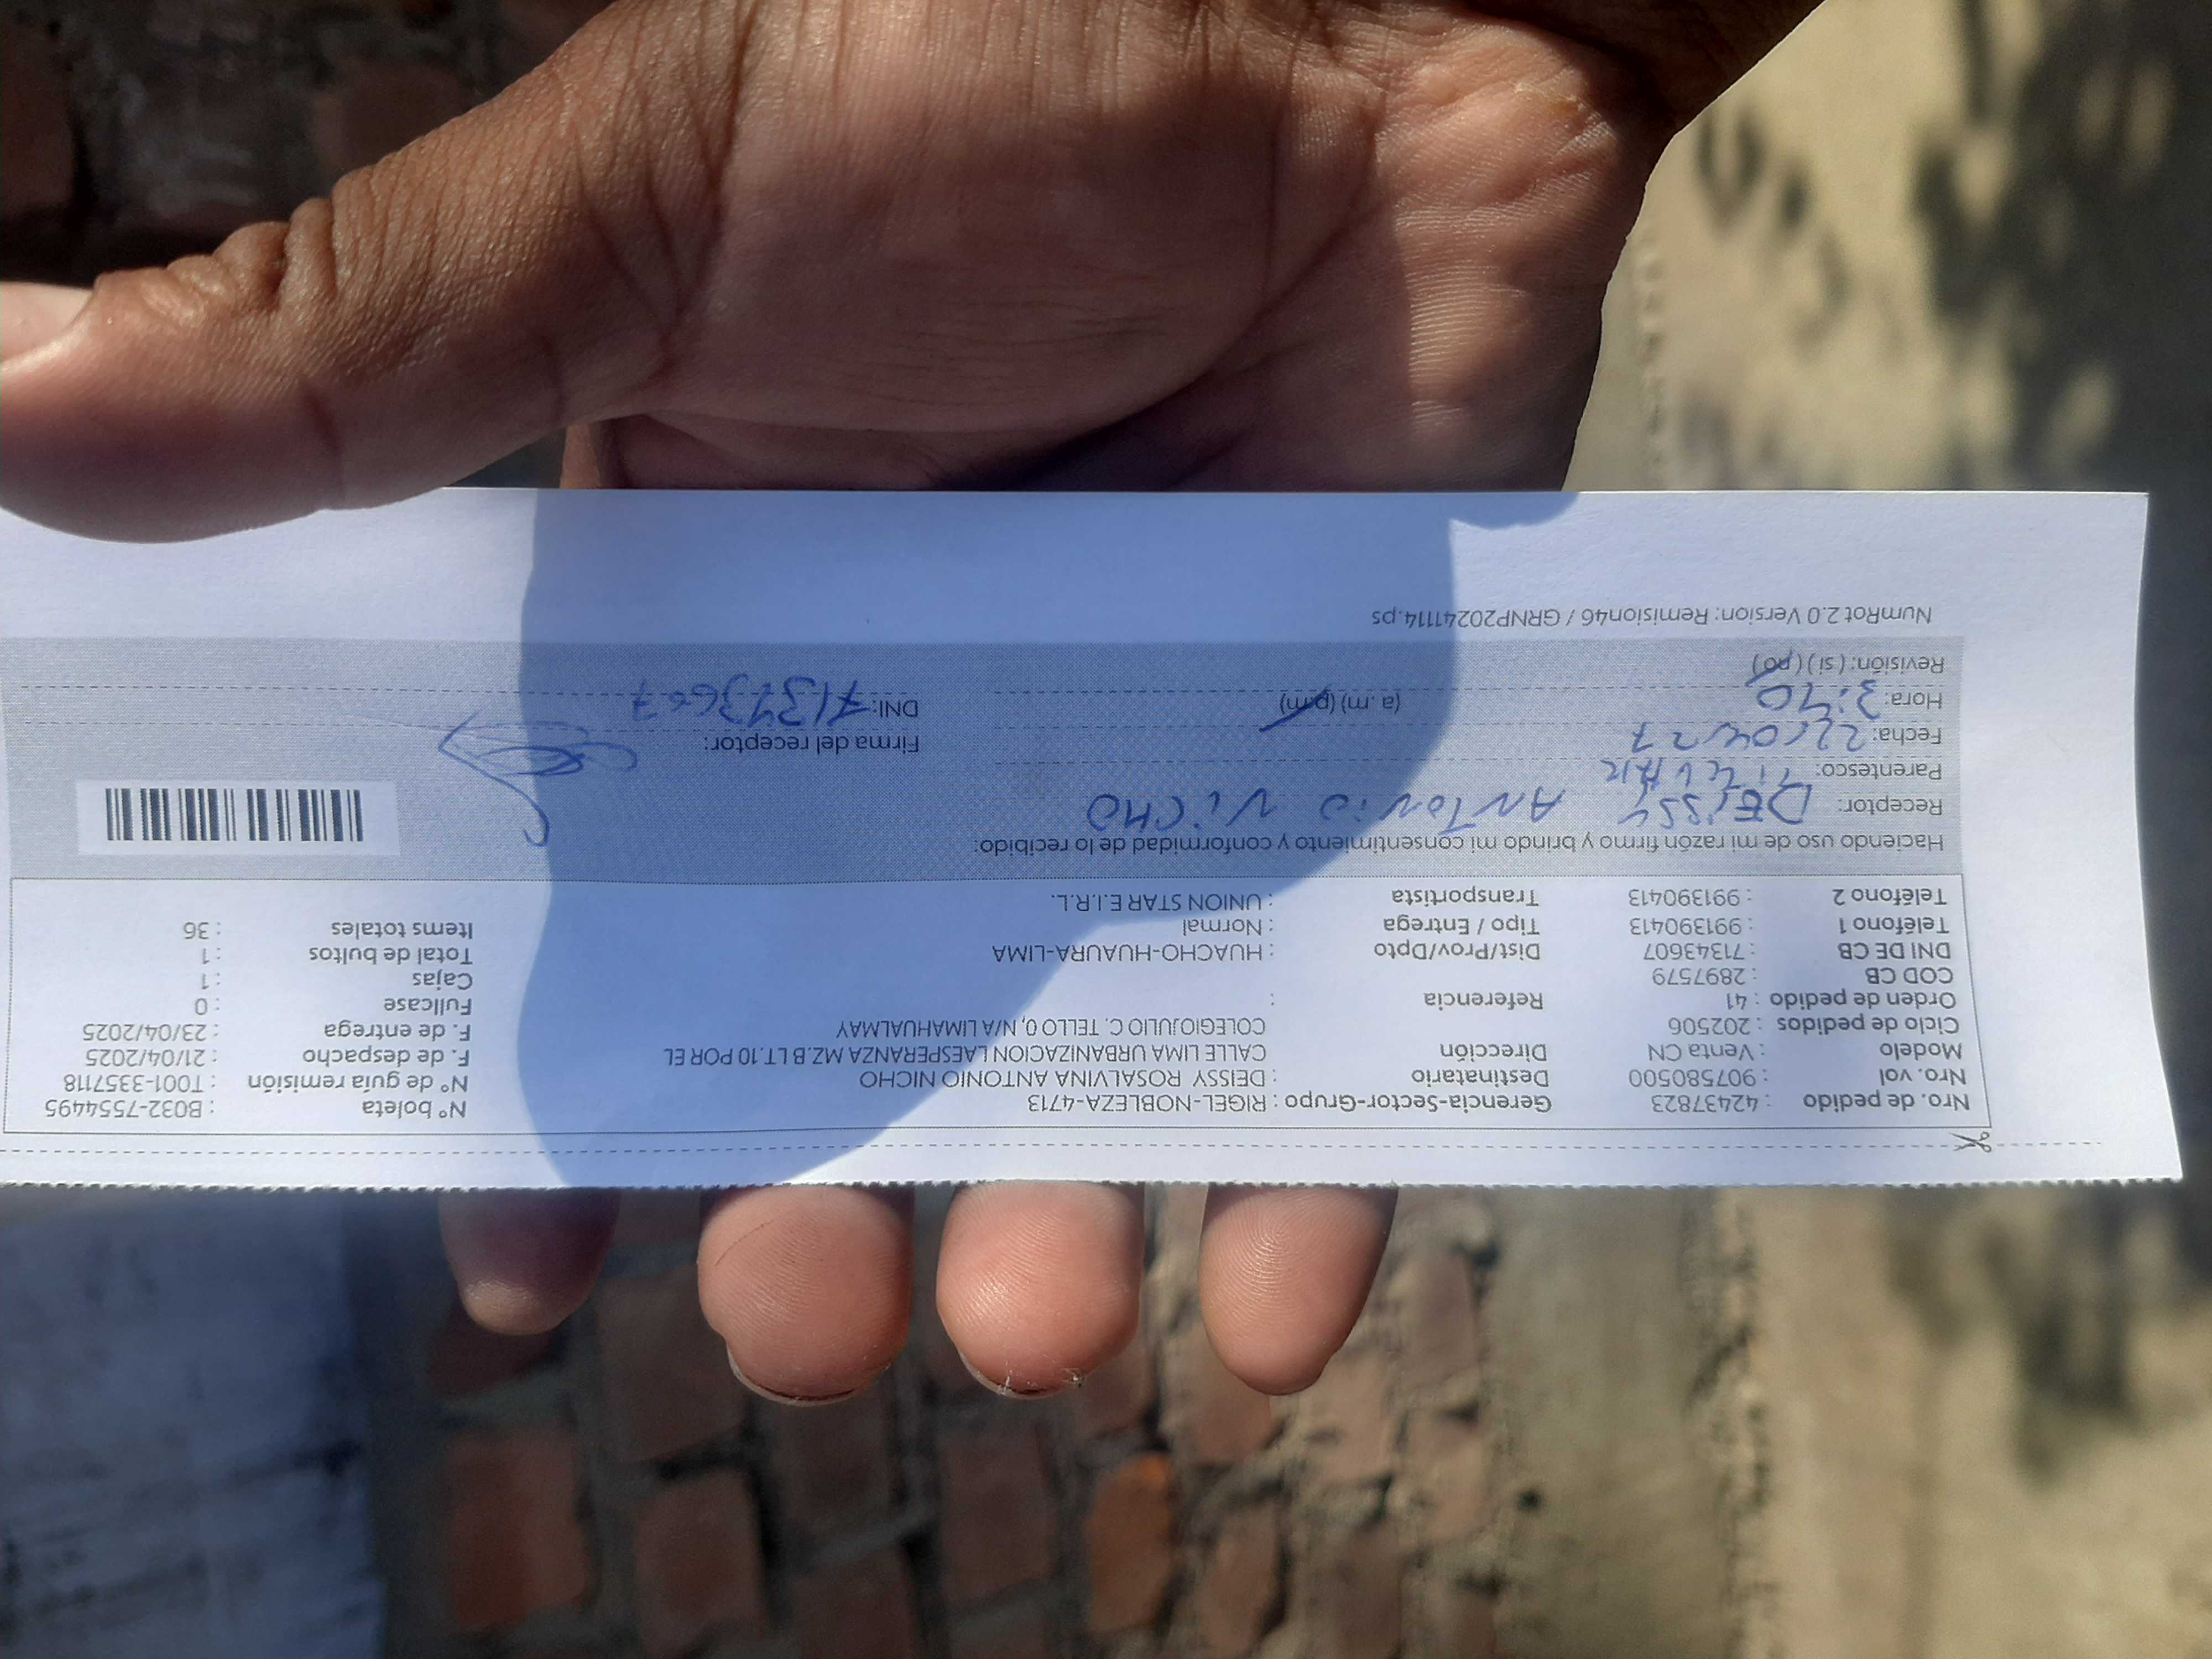 Nro. de pedido : 42437823 Gerencia-Sector-Grupo : RIGEL-NOBLEZA-4713 N° boleta : B032-7554495
Nro. vol : 907580500 Destinatario : DEISSY ROSALVINA ANTONIO NICHO N° de guia remisión : T001-3357118
Modelo : Venta CN Dirección CALLE LIMA URBANIZACION LAESPERANZA MZ.B LT.10 POR EL F. de despacho : 21/04/2025
Ciclo de pedidos : 202506 COLEGIOJULIO C. TELLO 0, N/A LIMAHUALMAY F. de entrega : 23/04/2025
Orden de pedido : 41 Referencia : Fullcase : 0
COD CB : 2897579 Cajas : 1
DNI DE CB : 71343607 Dist/Prov/Dpto : HUACHO-HUAURA-LIMA Total de bultos : 1
Teléfono 1 : 991390413 Tipo / Entrega : Normal Items totales : 36
Teléfono 2 : 991390413 Transportista : UNION STAR E.I.R.L.
Haciendo uso de mi razón firmo y brindo mi consentimiento y conformidad de lo recibido:
Receptor: DEISSY ANTONIO NiCHO
Parentesco: TiTULAR
Fecha: Firma del receptor:
Hora: 3:40 (a. m) (p.m) DNI: 71343607
Revisión: ( si ) ( no )
NumRot 2.0 Version: Remision46 / GRNP20241114.ps